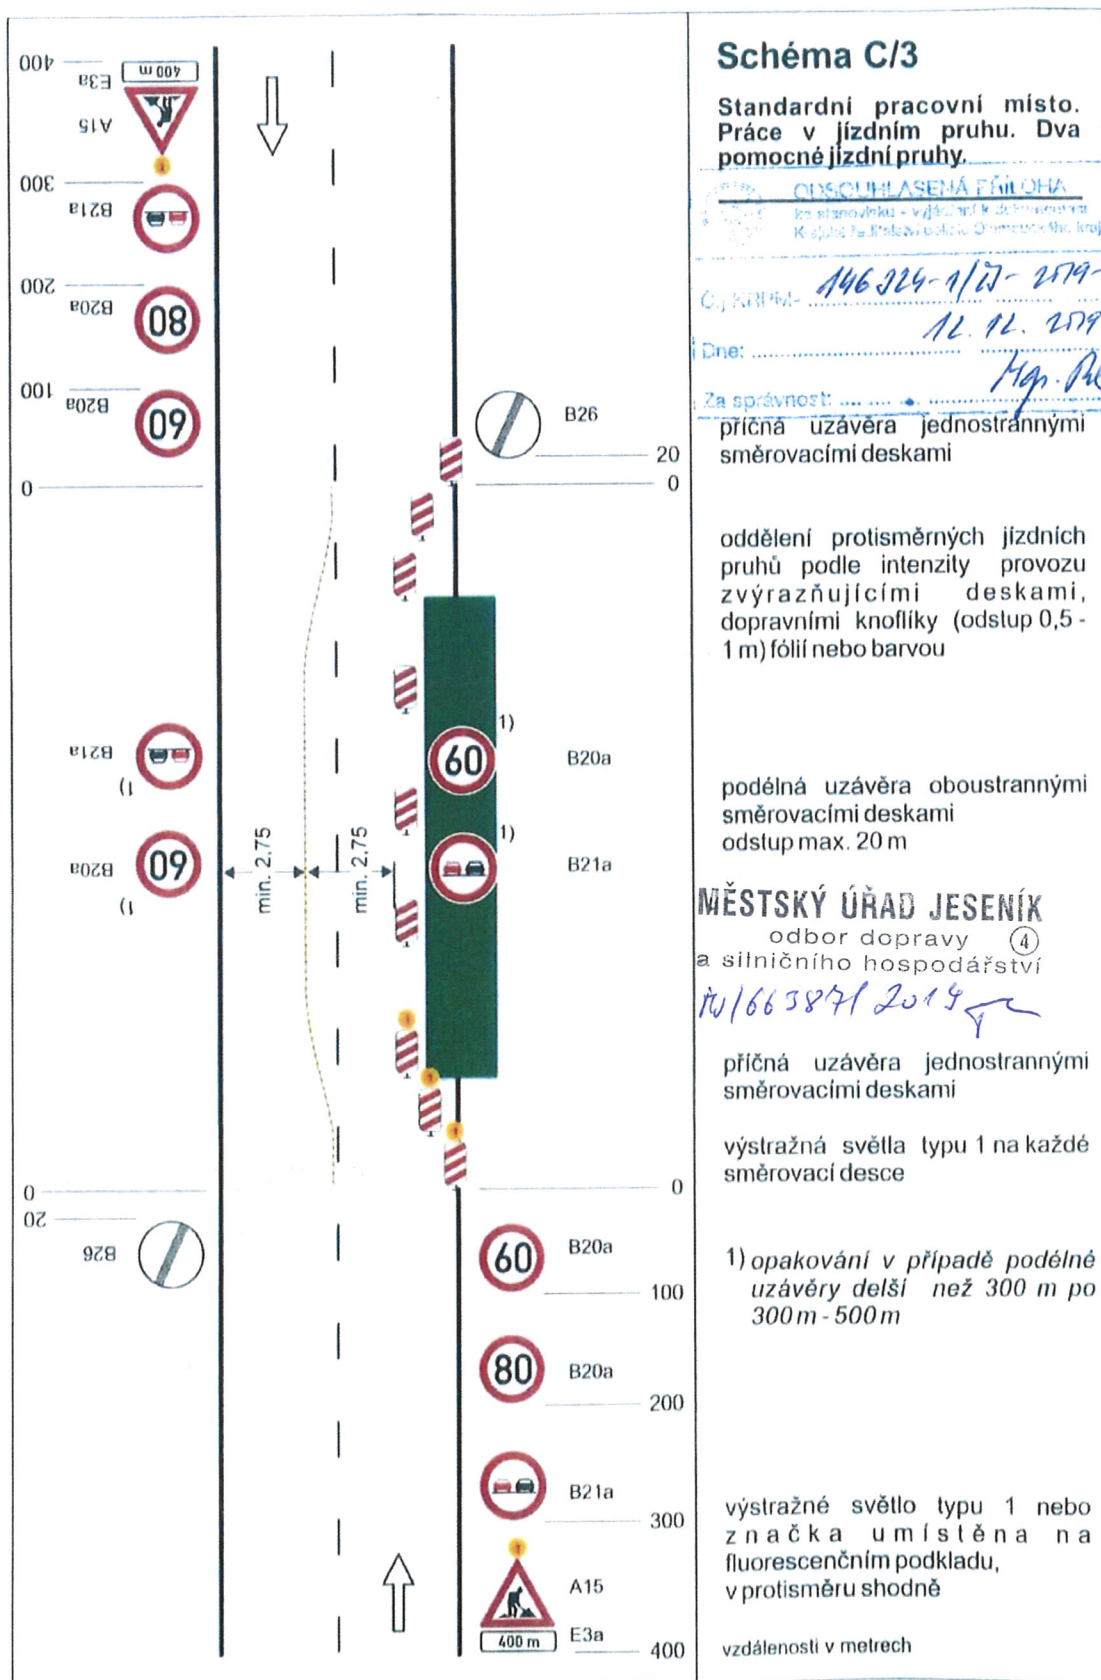 Schéma C/3
Standardní pracovní místo.
Práce v jízdním pruhu. Dva
pomocné jízdní pruhy.
ODSOUHLASENÁ PŘÍLOHA
Č.j. KRPM- 146324-1/ČJ- 2019-
Dne: 12. 12. 2019
Za správnost: Mgr.
příčná uzávěra jednostrannými
směrovacími deskami
oddělení protisměrných jízdních
pruhů podle intenzity provozu
zvýrazňujícími deskami,
dopravními knoflíky (odstup 0,5 -
1 m) fólií nebo barvou
podélná uzávěra oboustrannými
směrovacími deskami
odstup max. 20 m
MĚSTSKÝ ÚŘAD JESENÍK
odbor dopravy 4
a silničního hospodářství
/66387/2019
příčná uzávěra jednostrannými
směrovacími deskami
výstražná světla typu 1 na každé
směrovací desce
1) opakování v případě podélné
uzávěry delší než 300 m po
300 m - 500 m
výstražné světlo typu 1 nebo
značka umístěna na
fluorescenčním podkladu,
v protisměru shodně
vzdálenosti v metrech
400
E3a
400 m
A15
300
B21a
200
B20a
80
100
B20a
60
0
B26
20
0
B21a
1)
60
1)
B20a
B20a
60
1)
min. 2,75
min. 2,75
1)
B21a
0
20
B26
0
60
B20a
100
80
B20a
200
B21a
300
A15
400 m
E3a
400